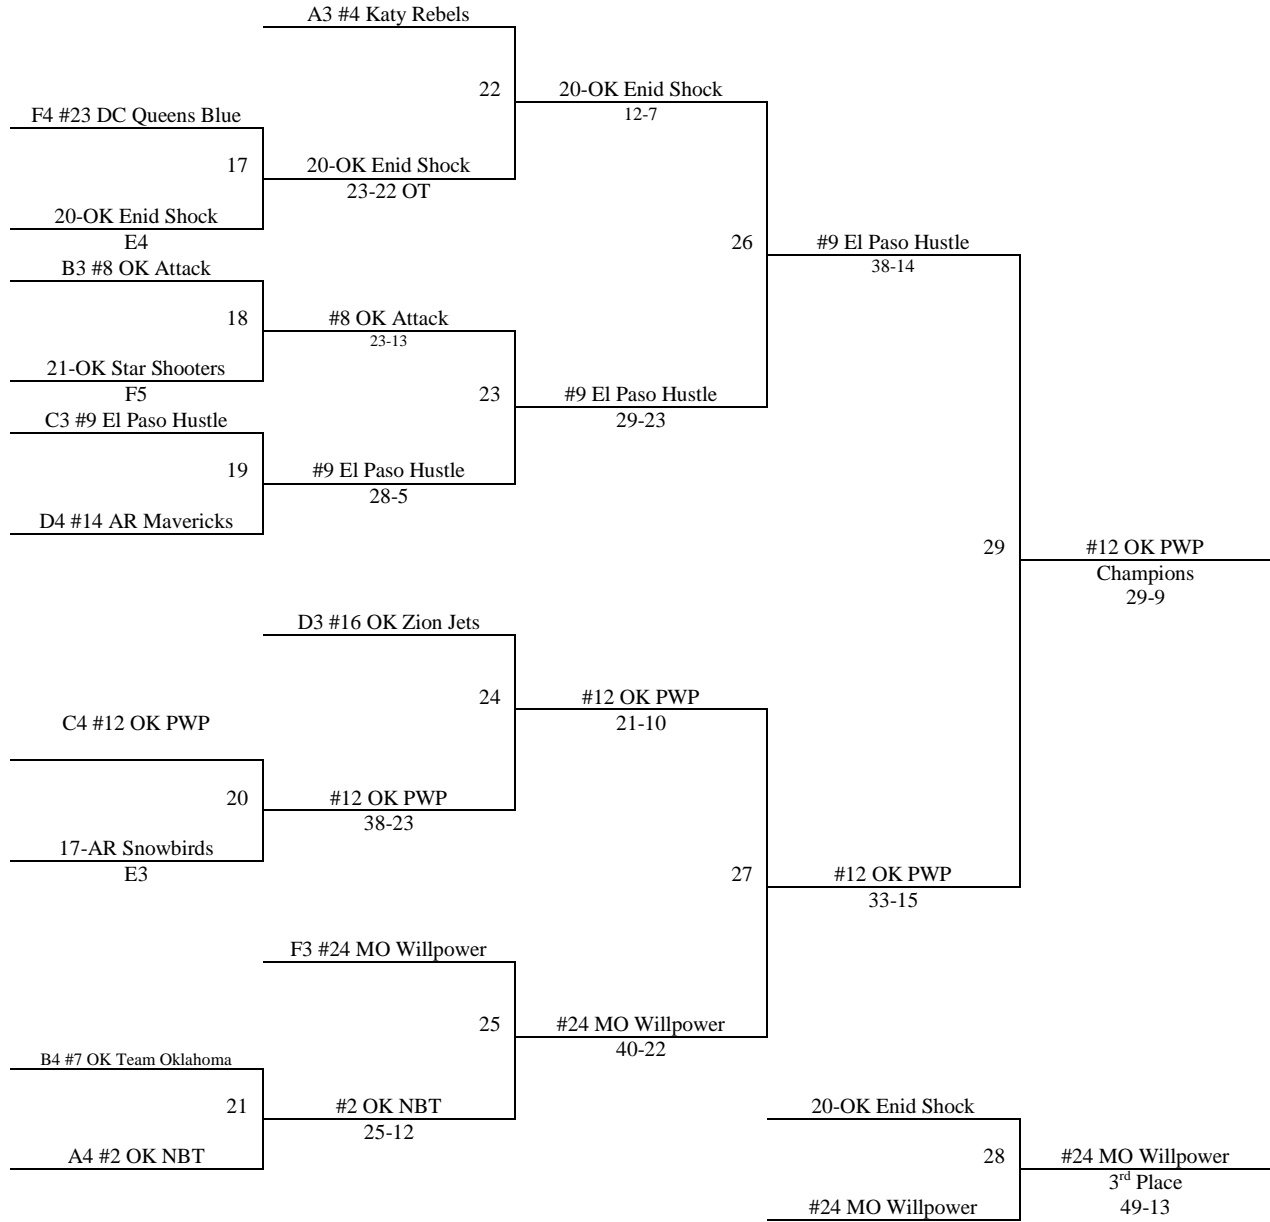 A3 #4 Katy Rebels
22
20-OK Enid Shock
12-7
F4 #23 DC Queens Blue
17
20-OK Enid Shock
23-22 OT
20-OK Enid Shock
E4
26
#9 El Paso Hustle
38-14
B3 #8 OK Attack
18
#8 OK Attack
23-13
21-OK Star Shooters
F5
23
#9 El Paso Hustle
29-23
C3 #9 El Paso Hustle
19
#9 El Paso Hustle
28-5
D4 #14 AR Mavericks
29
#12 OK PWP
Champions
29-9
D3 #16 OK Zion Jets
24
#12 OK PWP
21-10
C4 #12 OK PWP
20
#12 OK PWP
38-23
17-AR Snowbirds
E3
27
#12 OK PWP
33-15
F3 #24 MO Willpower
25
#24 MO Willpower
40-22
B4 #7 OK Team Oklahoma
21
#2 OK NBT
25-12
A4 #2 OK NBT
20-OK Enid Shock
28
#24 MO Willpower
3rd Place
49-13
#24 MO Willpower